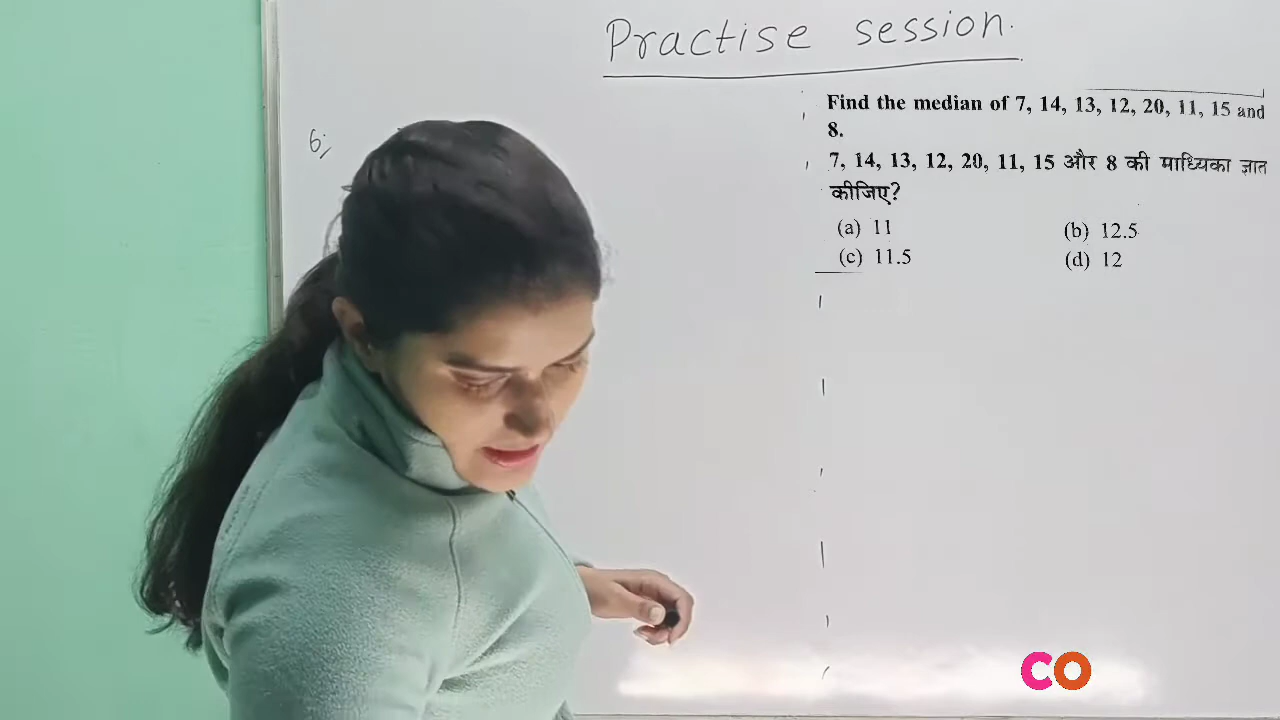 Practise session.
6;
Find the median of 7, 14, 13, 12, 20, 11, 15 and
8.
7, 14, 13, 12, 20, 11, 15 और 8 की माध्यिका ज्ञात
कीजिए?
(a) 11 (b) 12.5
(c) 11.5 (d) 12
CO